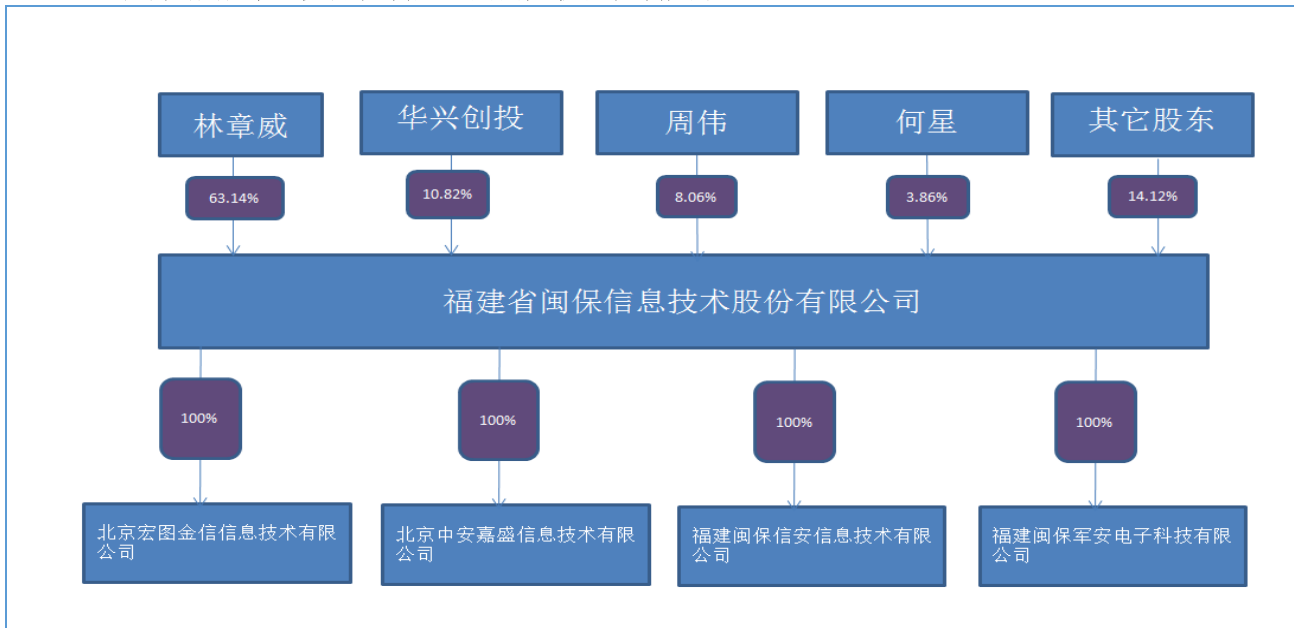 林章威
华兴创投
周伟
何星
其它股东
63.14%
10.82%
8.06%
3.86%
14.12%
福建省闽保信息技术股份有限公司
100%
100%
100%
100%
北京宏图金信信息技术有限
公司
北京中安嘉盛信息技术有限
公司
福建闽保信安信息技术有限
公司
福建闽保军安电子科技有限
公司